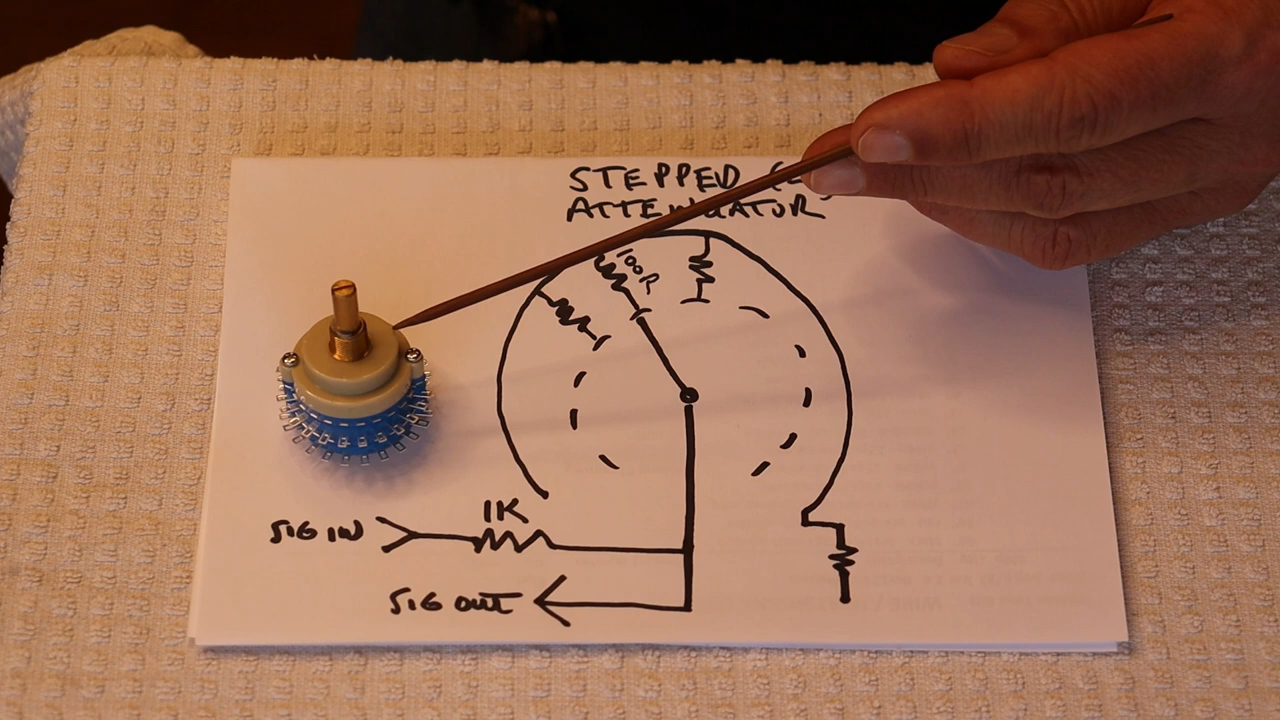 STEPPED
ATTENUATOR
100R
1K
SIG IN
SIG OUT